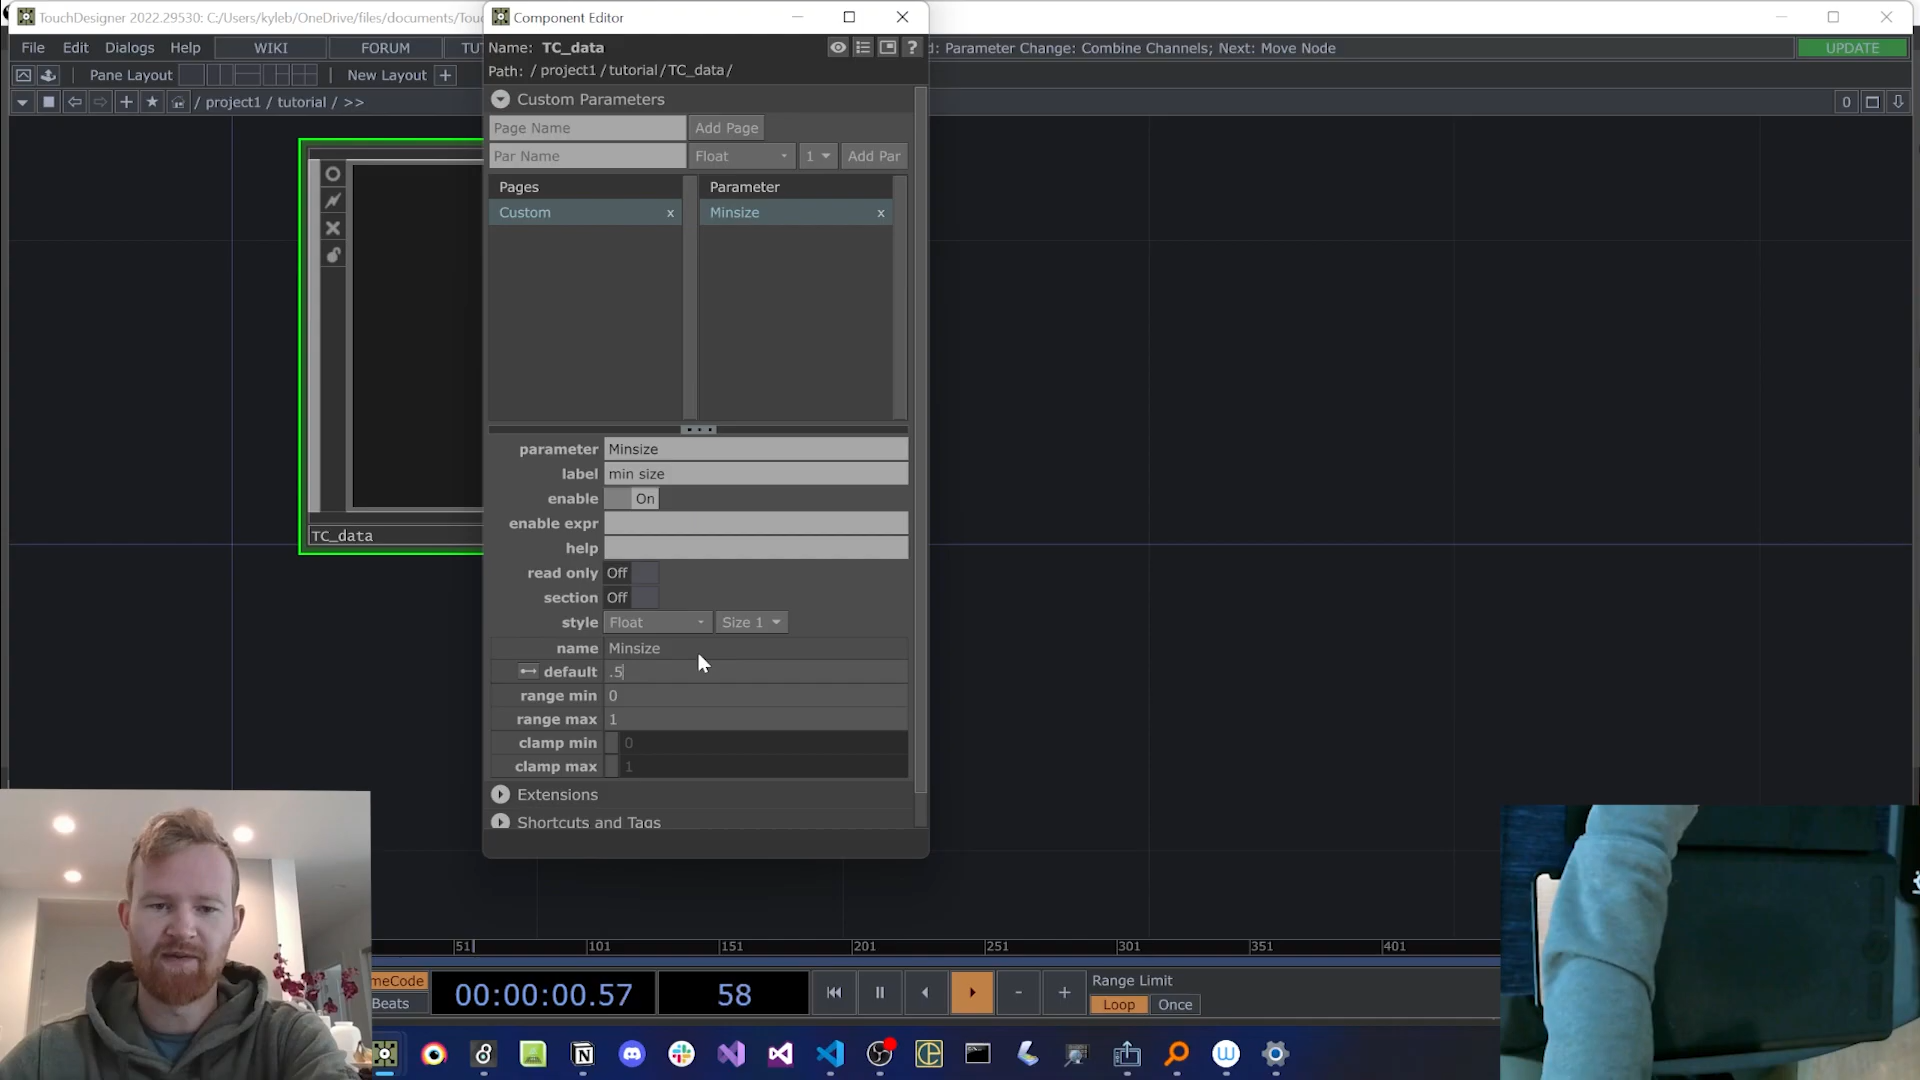 TouchDesigner 2022.29530: C:/Users/kyleb/OneDrive/files/documents/Touc
Component Editor
File Edit Dialogs Help WIKI FORUM TUT
Name: TC_data
?
d: Parameter Change: Combine Channels; Next: Move Node
UPDATE
Pane Layout
New Layout +
Path: / project1 / tutorial / TC_data /
/ project1 / tutorial / >>
0
Custom Parameters
Page Name Add Page
Par Name Float 1 Add Par
Pages Parameter
Custom x Minsize x
parameter Minsize
label min size
enable On
enable expr
help
read only Off
section Off
style Float Size 1
name Minsize
default .5
range min 0
range max 1
clamp min 0
clamp max 1
Extensions
Shortcuts and Tags
TC_data
51 101 151 201 251 301 351 401
meCode
Beats
00:00:00.57
58
- +
Range Limit
Loop Once